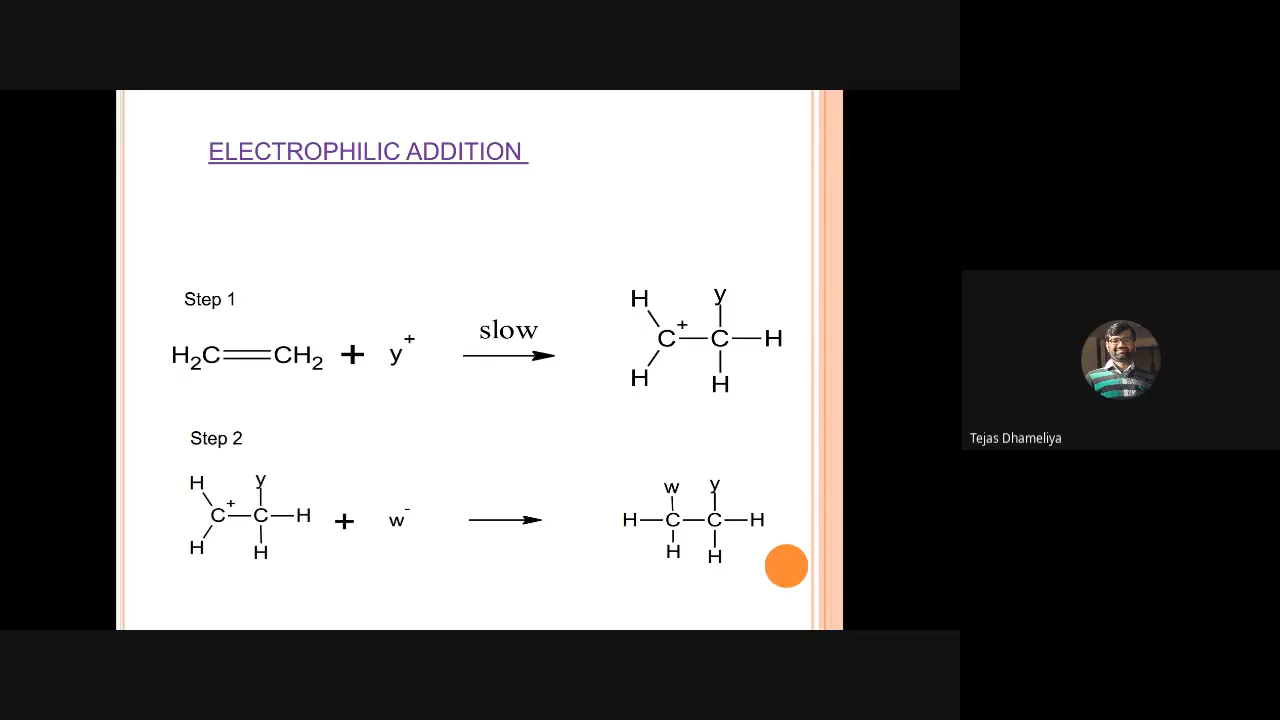 ELECTROPHILIC ADDITION
Step 1
H2C CH2 + y+ slow H H C+ C y H H
Step 2
H H C+ C y H H + w- w y H C C H H H
Tejas Dhameliya